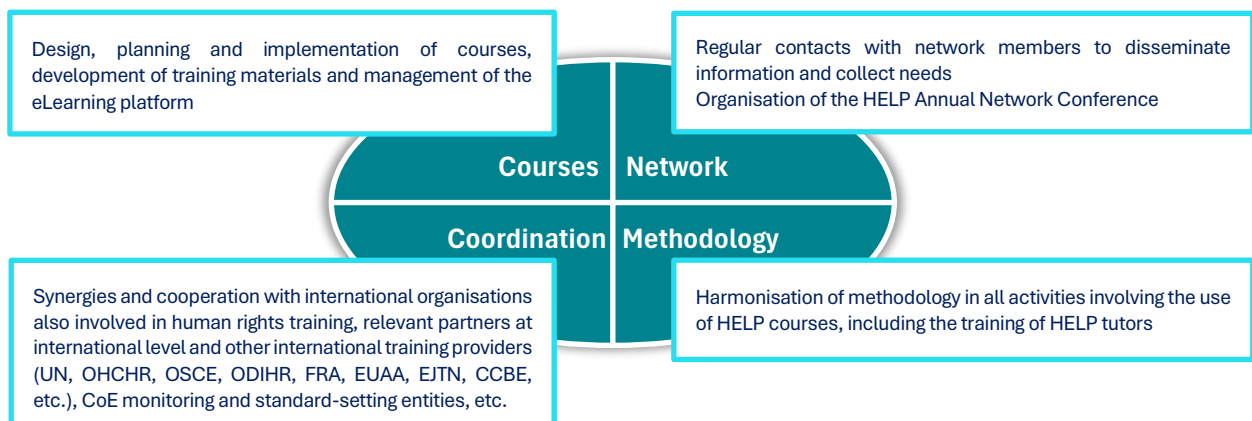 Design, planning and implementation of courses,
development of training materials and management of the
eLearning platform
Regular contacts with network members to disseminate
information and collect needs
Organisation of the HELP Annual Network Conference
Courses
Network
Coordination
Methodology
Synergies and cooperation with international organisations
also involved in human rights training, relevant partners at
international level and other international training providers
(UN, OHCHR, OSCE, ODIHR, FRA, EUAA, EJTN, CCBE,
etc.), CoE monitoring and standard-setting entities, etc.
Harmonisation of methodology in all activities involving the use
of HELP courses, including the training of HELP tutors